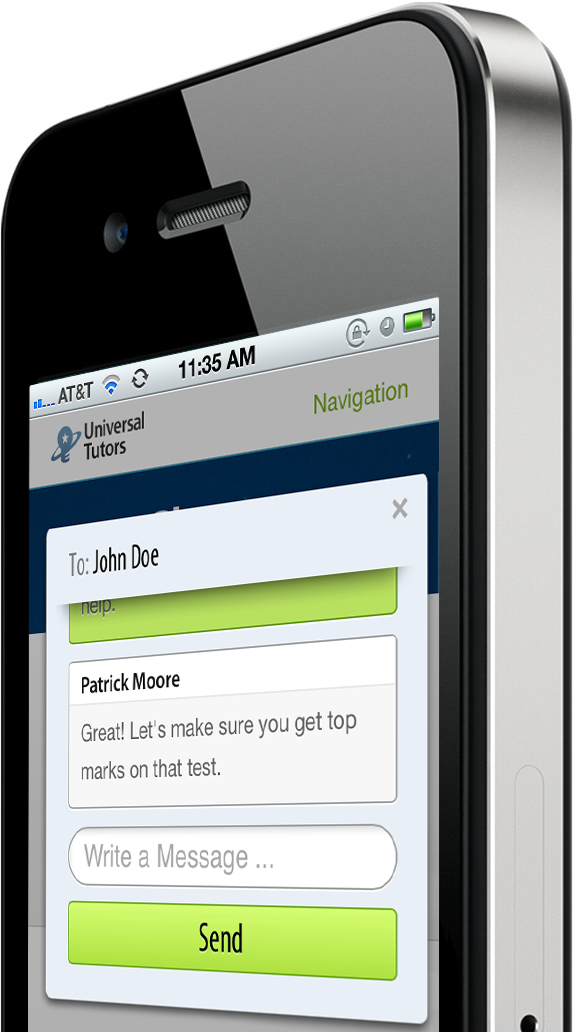 AT&T 11:35 AM
Universal
Tutors
Navigation
×
To: John Doe
help.
Patrick Moore
Great! Let's make sure you get top
marks on that test.
Write a Message ...
Send